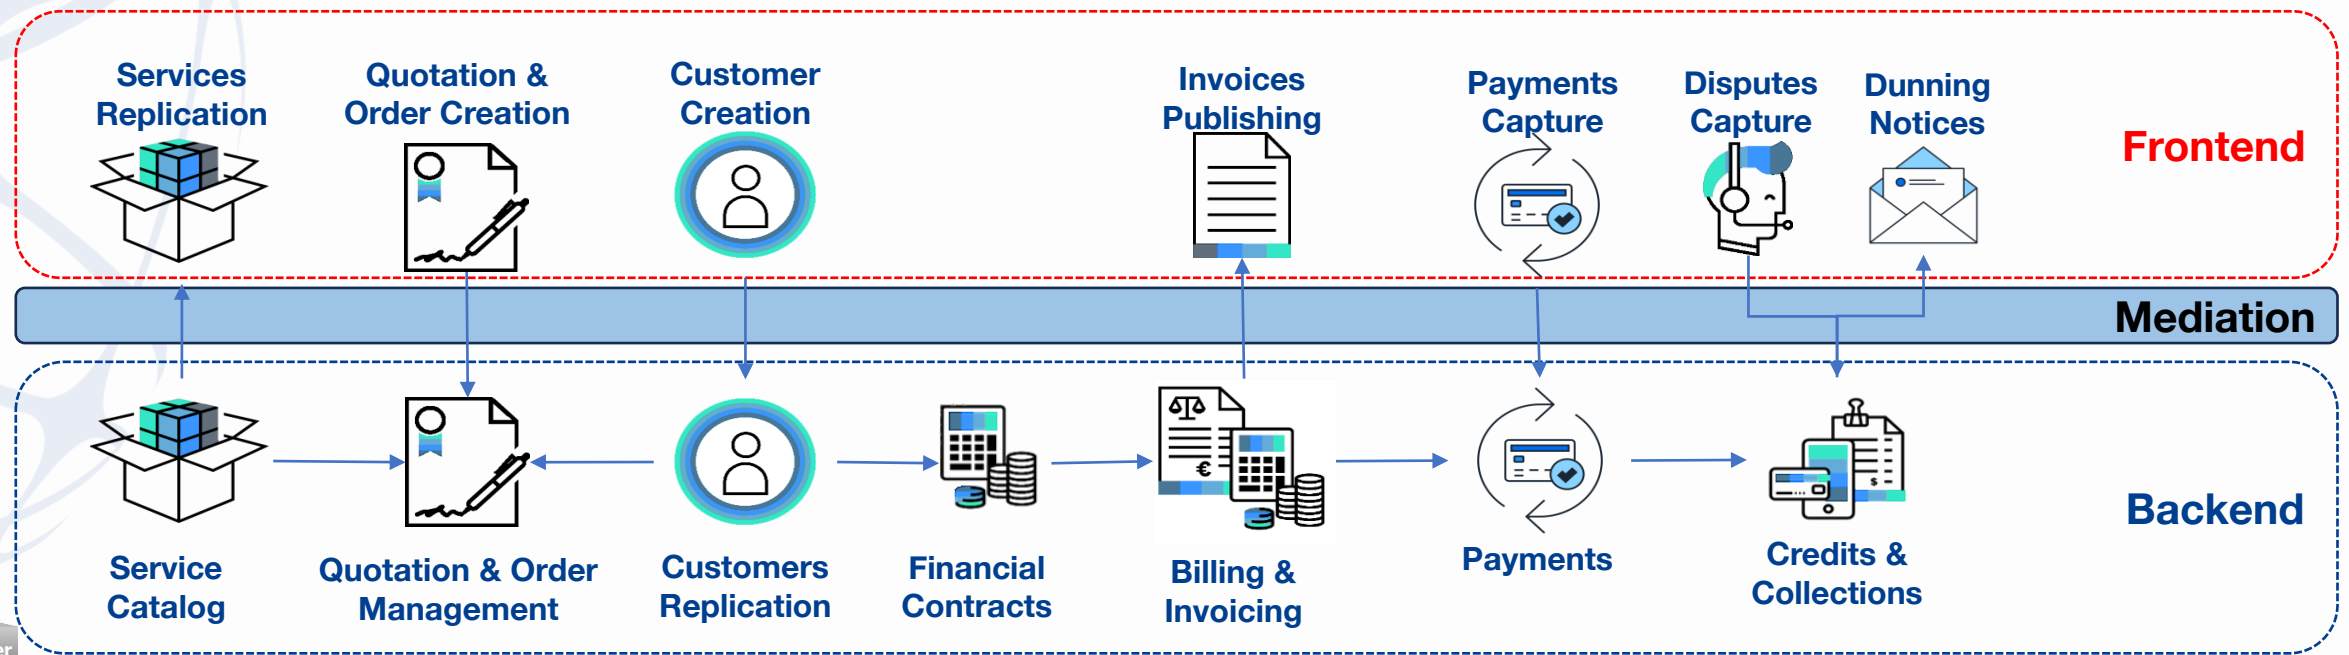 Services
Replication
Quotation &
Order Creation
Customer
Creation
Invoices
Publishing
Payments
Capture
Disputes
Capture
Dunning
Notices
Frontend
Mediation
€
$
Backend
Service
Catalog
Quotation & Order
Management
Customers
Replication
Financial
Contracts
Billing &
Invoicing
Payments
Credits &
Collections
er